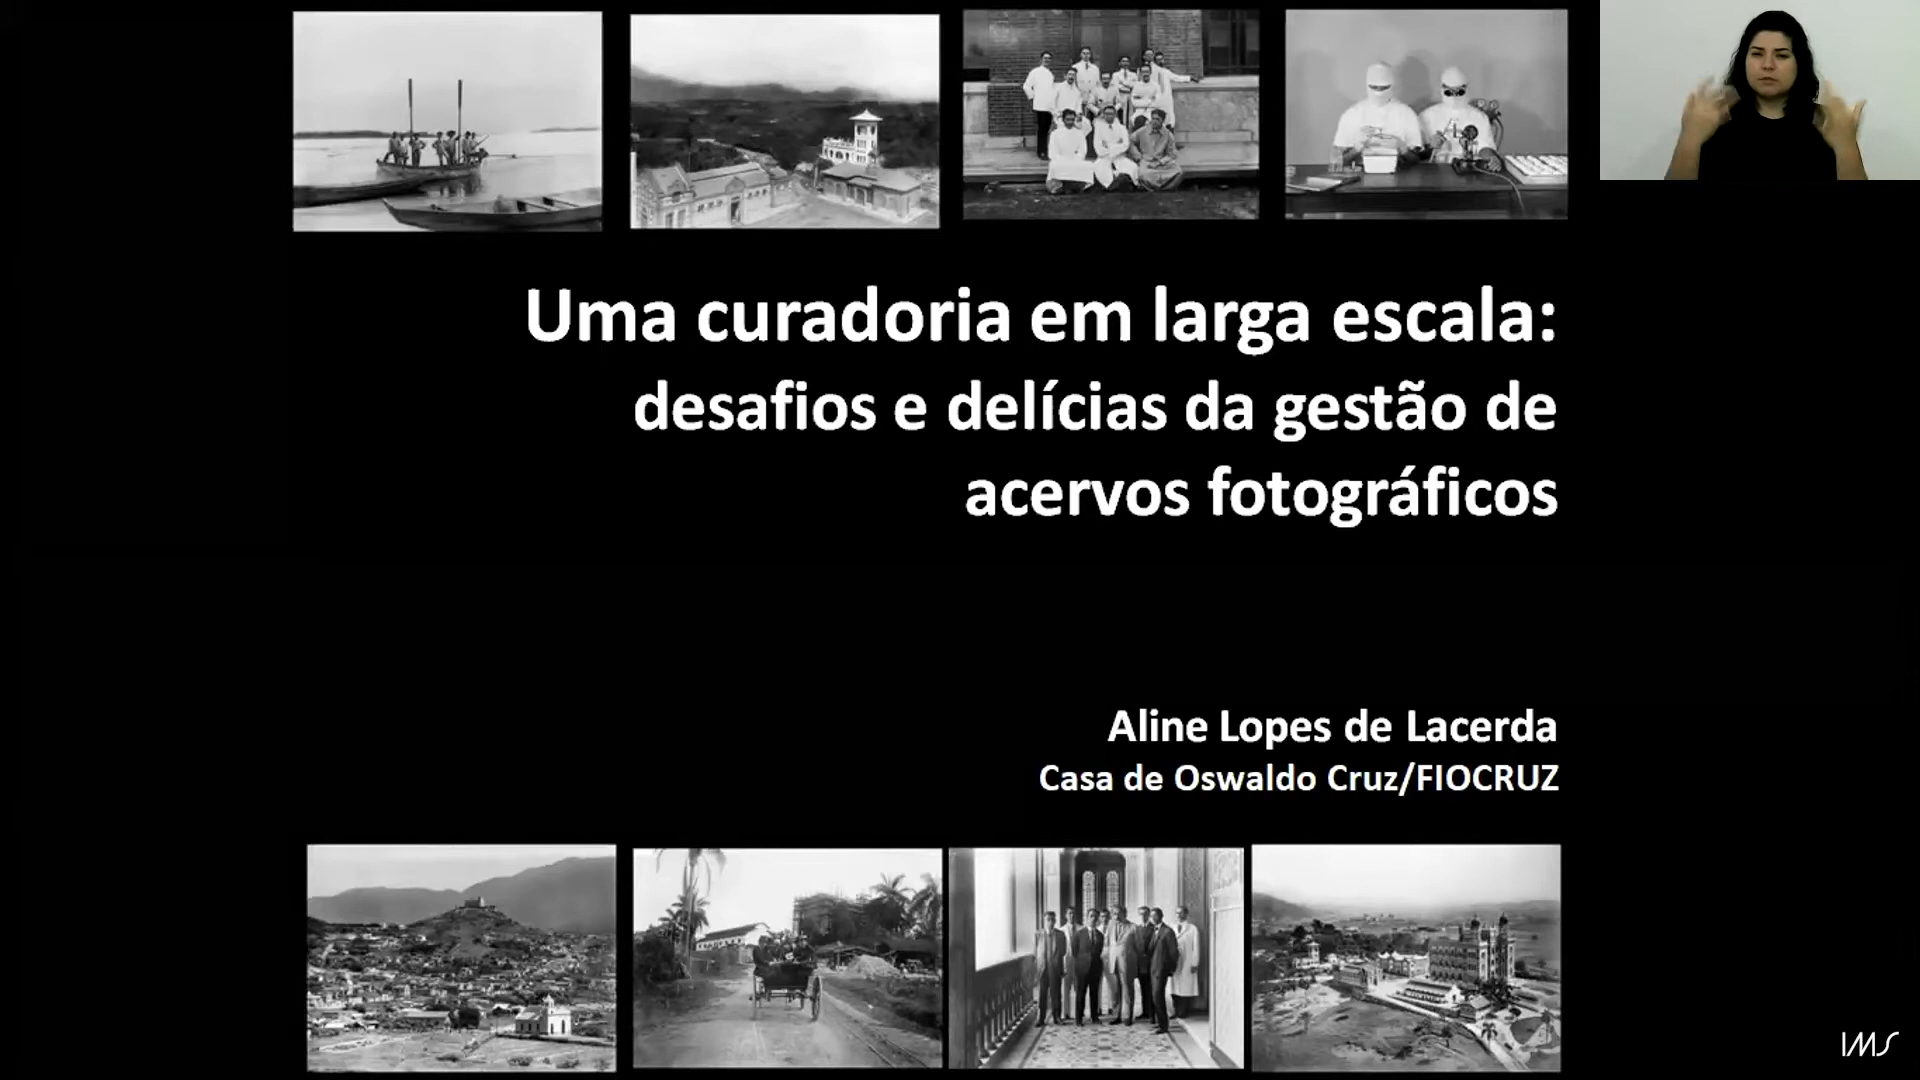 Uma curadoria em larga escala:
desafios e delícias da gestão de
acervos fotográficos
Aline Lopes de Lacerda
Casa de Oswaldo Cruz/FIOCRUZ
IMS